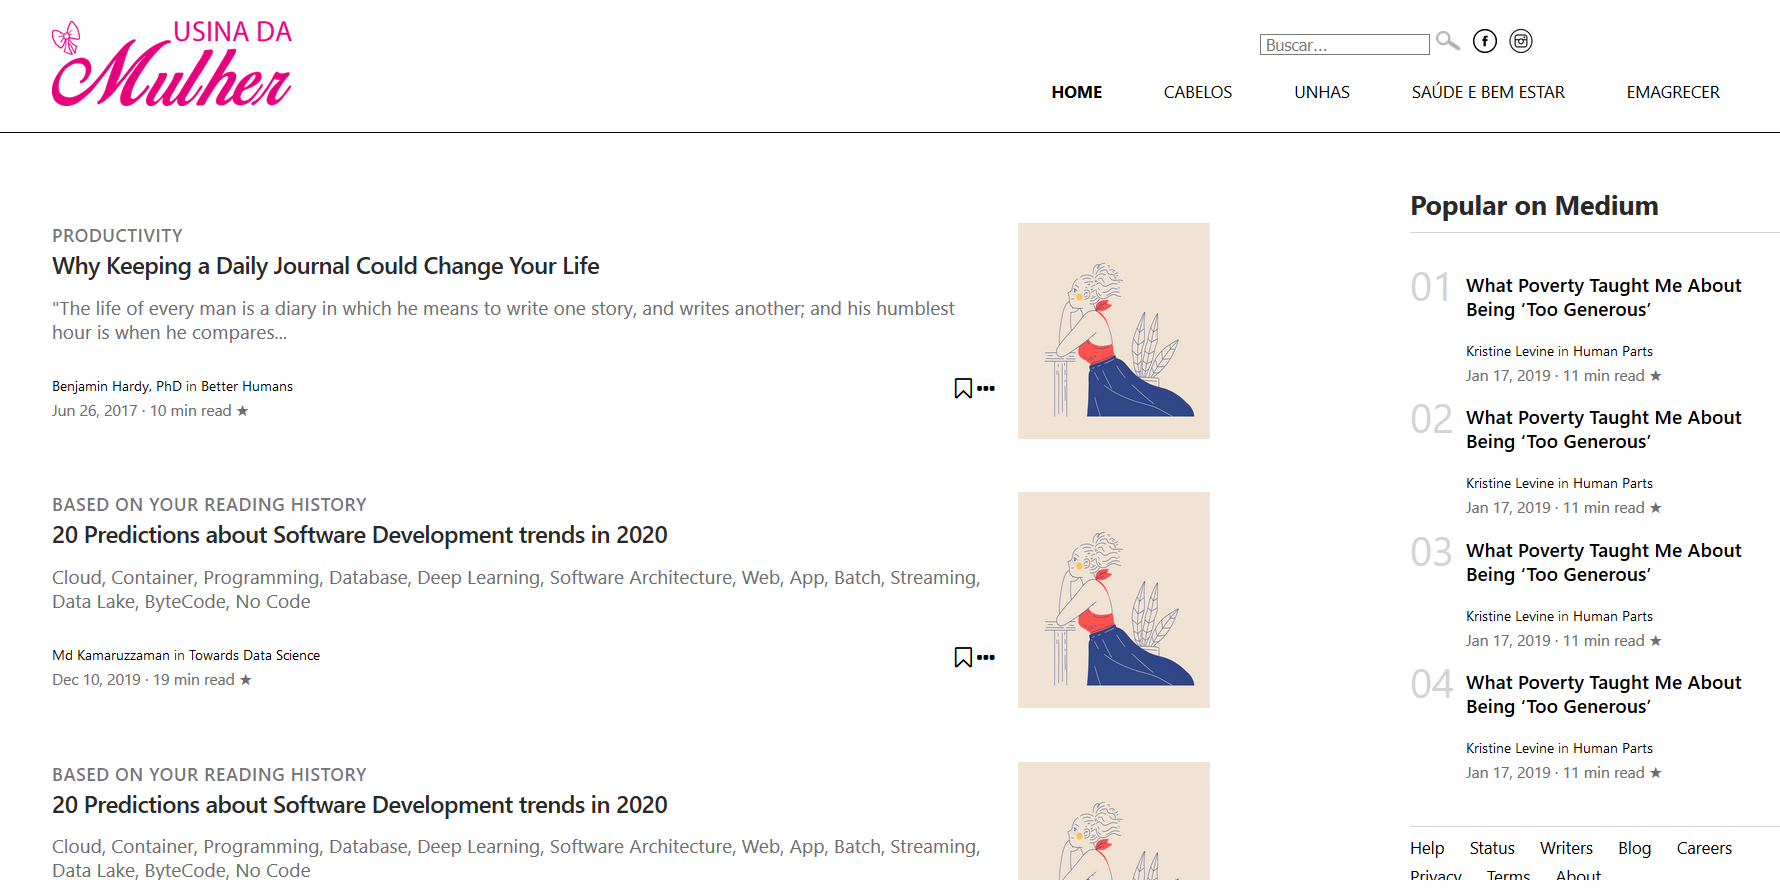 USINA DA
Mulher
Buscar...
HOME CABELOS UNHAS SAÚDE E BEM ESTAR EMAGRECER
PRODUCTIVITY
Why Keeping a Daily Journal Could Change Your Life
"The life of every man is a diary in which he means to write one story, and writes another; and his humblest
hour is when he compares...
Benjamin Hardy, PhD in Better Humans
Jun 26, 2017 · 10 min read ★
BASED ON YOUR READING HISTORY
20 Predictions about Software Development trends in 2020
Cloud, Container, Programming, Database, Deep Learning, Software Architecture, Web, App, Batch, Streaming,
Data Lake, ByteCode, No Code
Md Kamaruzzaman in Towards Data Science
Dec 10, 2019 · 19 min read ★
BASED ON YOUR READING HISTORY
20 Predictions about Software Development trends in 2020
Cloud, Container, Programming, Database, Deep Learning, Software Architecture, Web, App, Batch, Streaming,
Data Lake, ByteCode, No Code
Popular on Medium
01 What Poverty Taught Me About
Being ‘Too Generous’
Kristine Levine in Human Parts
Jan 17, 2019 · 11 min read ★
02 What Poverty Taught Me About
Being ‘Too Generous’
Kristine Levine in Human Parts
Jan 17, 2019 · 11 min read ★
03 What Poverty Taught Me About
Being ‘Too Generous’
Kristine Levine in Human Parts
Jan 17, 2019 · 11 min read ★
04 What Poverty Taught Me About
Being ‘Too Generous’
Kristine Levine in Human Parts
Jan 17, 2019 · 11 min read ★
Help Status Writers Blog Careers
Privacy Terms About